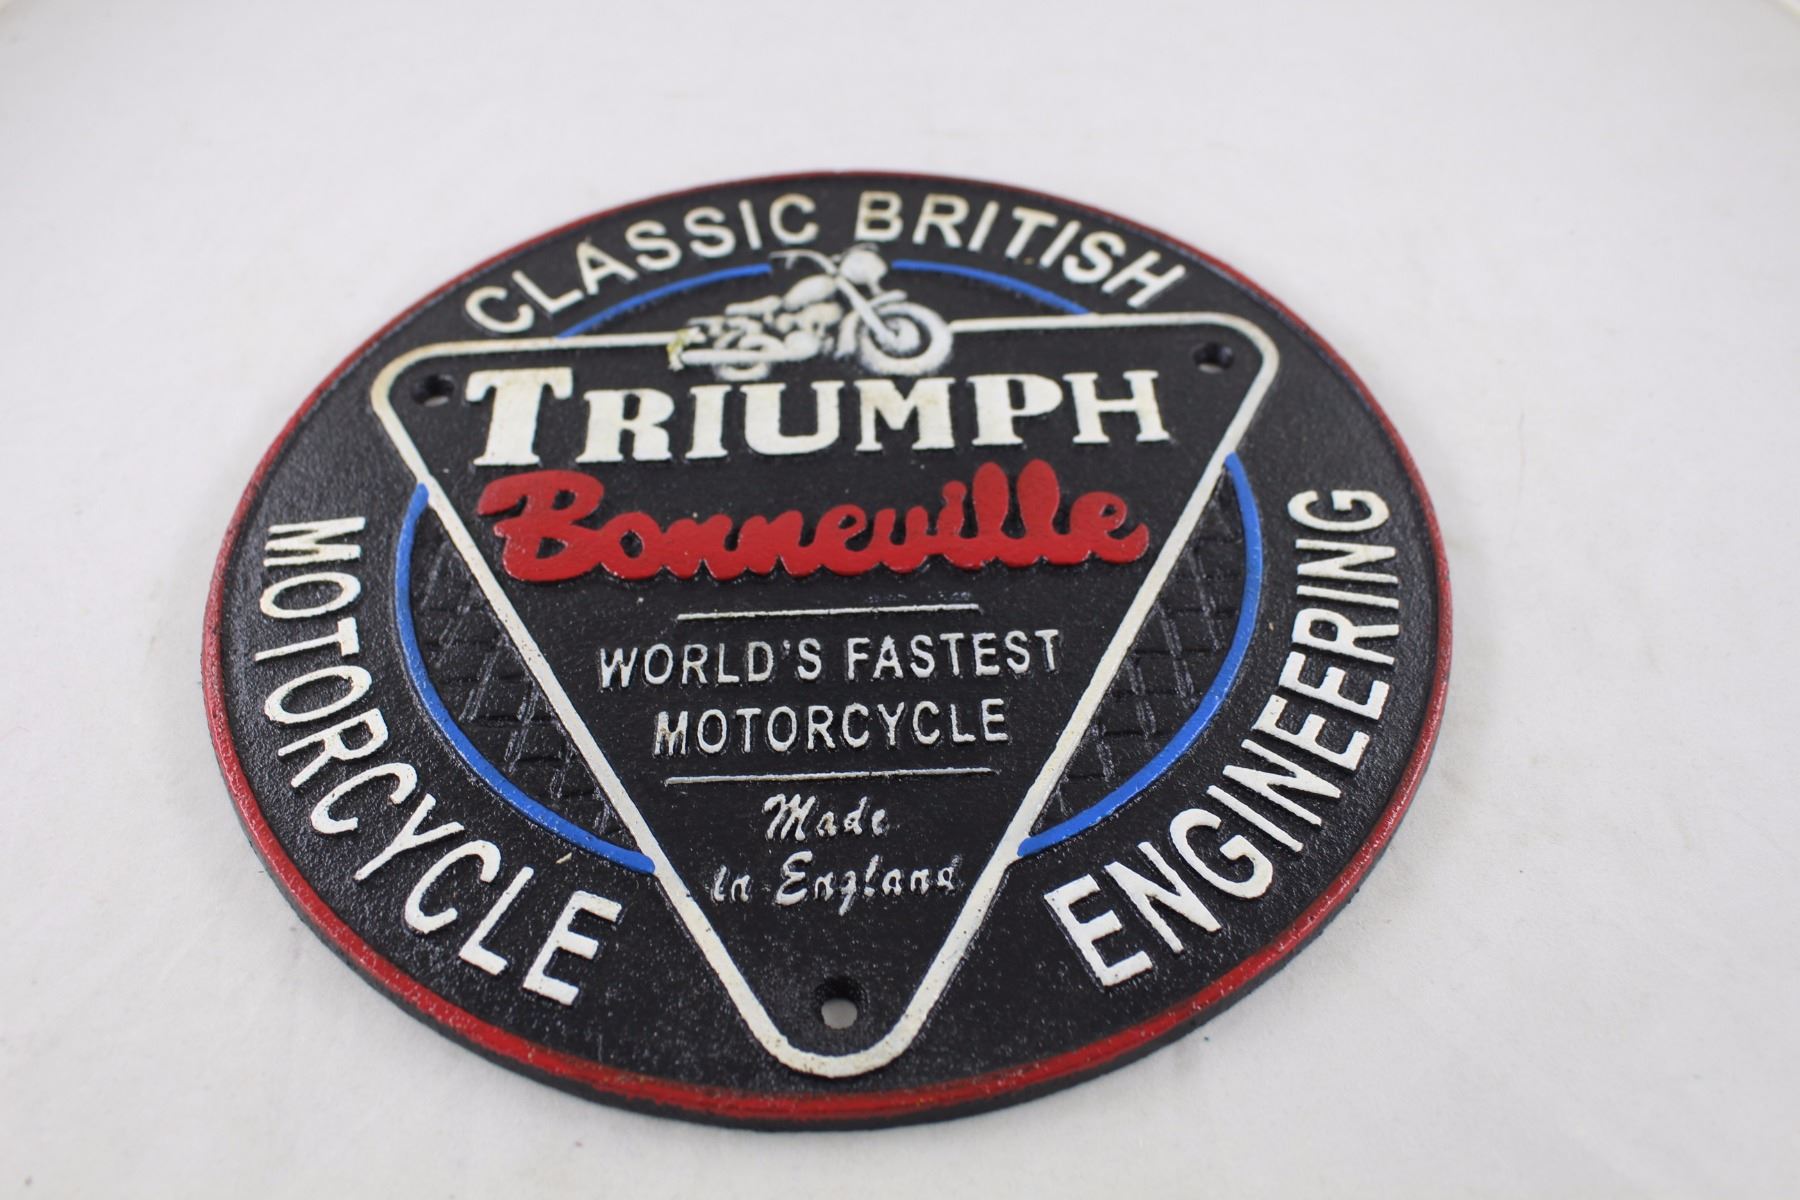 CLASSIC BRITISH
TRIUMPH
Bonneville
WORLD'S FASTEST
MOTORCYCLE
Made
in England
MOTORCYCLE
ENGINEERING